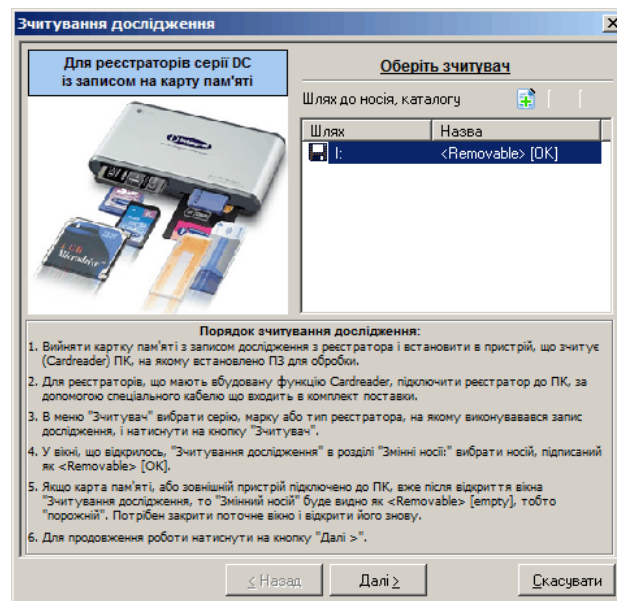 Зчитування дослідження
Для реєстраторів серії DC
із записом на карту пам'яті
Оберіть зчитувач
Шлях до носія, каталогу
Шлях Назва
I: <Removable> [OK]
Microdrive
Порядок зчитування дослідження:
1. Вийняти картку пам'яті з записом дослідження з реєстратора і встановити в пристрій, що зчитує
(Cardreader) ПК, на якому встановлено ПЗ для обробки.
2. Для реєстраторів, що мають вбудовану функцію Cardreader, підключити реєстратор до ПК, за
допомогою спеціального кабелю що входить в комплект поставки.
3. В меню "Зчитувач" вибрати серію, марку або тип реєстратора, на якому виконувавався запис
дослідження, і натиснути на кнопку "Зчитувач".
4. У вікні, що відкрилось, "Зчитування дослідження" в розділі "Змінні носії:" вибрати носій, підписаний
як <Removable> [OK].
5. Якщо карта пам'яті, або зовнішній пристрій підключено до ПК, вже після відкриття вікна
"Зчитування дослідження, то "Змінний носій" буде видно як <Removable> [empty], тобто
"порожній". Потрібен закрити поточне вікно і відкрити його знову.
6. Для продовження роботи натиснути на кнопку "Далі >".
< Назад Далі > Скасувати